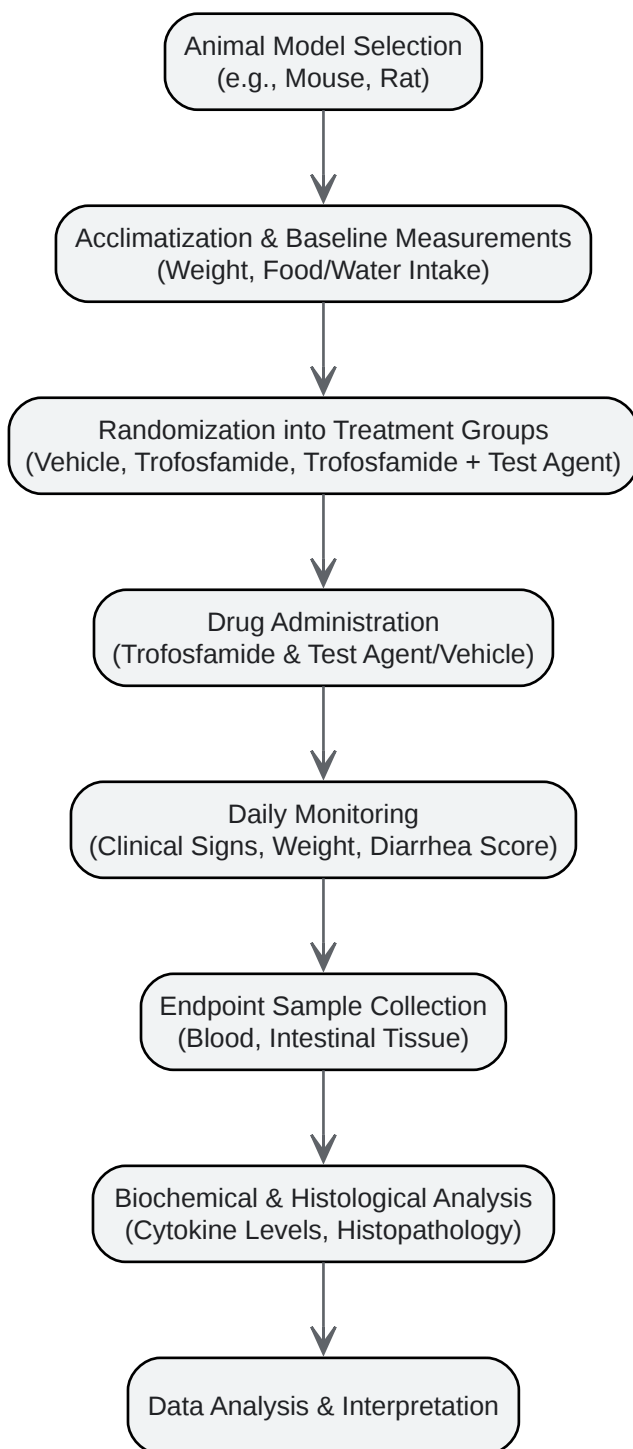 Animal Model Selection
(e.g., Mouse, Rat)
Acclimatization & Baseline Measurements
(Weight, Food/Water Intake)
Randomization into Treatment Groups
(Vehicle, Trofosfamide, Trofosfamide + Test Agent)
Drug Administration
(Trofosfamide & Test Agent/Vehicle)
Daily Monitoring
(Clinical Signs, Weight, Diarrhea Score)
Endpoint Sample Collection
(Blood, Intestinal Tissue)
Biochemical & Histological Analysis
(Cytokine Levels, Histopathology)
Data Analysis & Interpretation